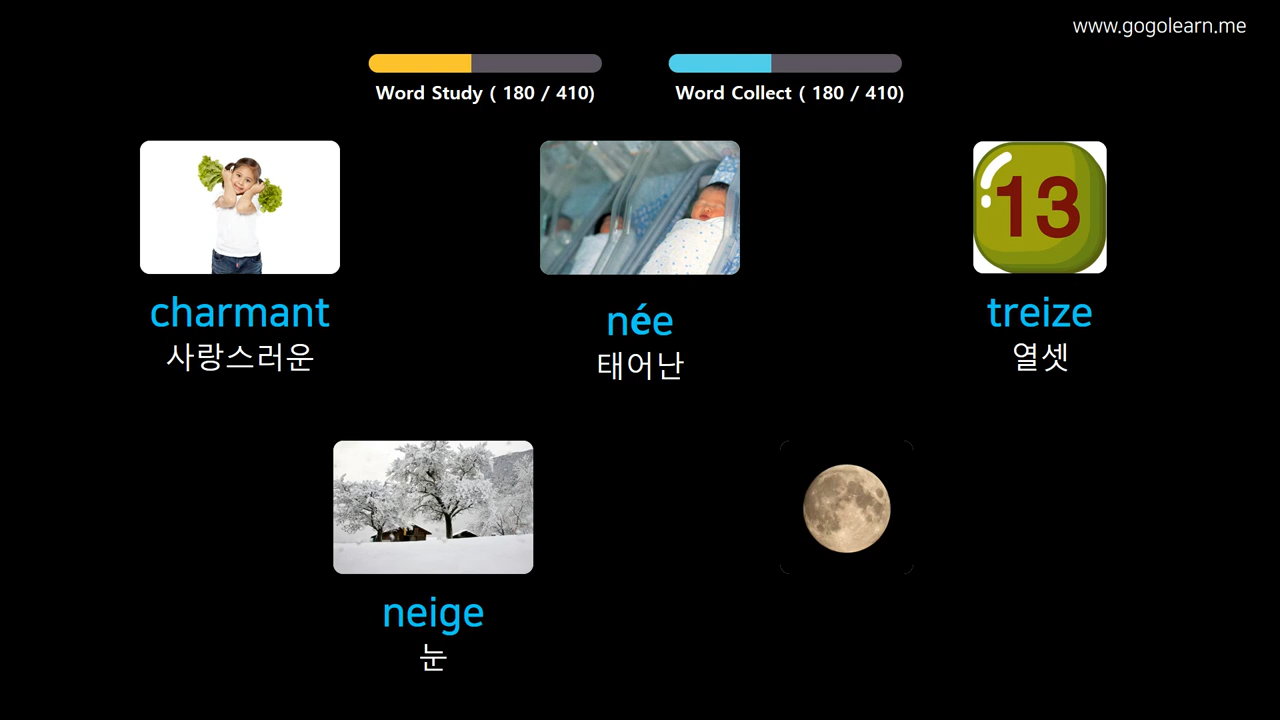 www.gogolearn.me
Word Study ( 180 / 410)
Word Collect ( 180 / 410)
13
charmant
사랑스러운
née
태어난
treize
열셋
neige
눈